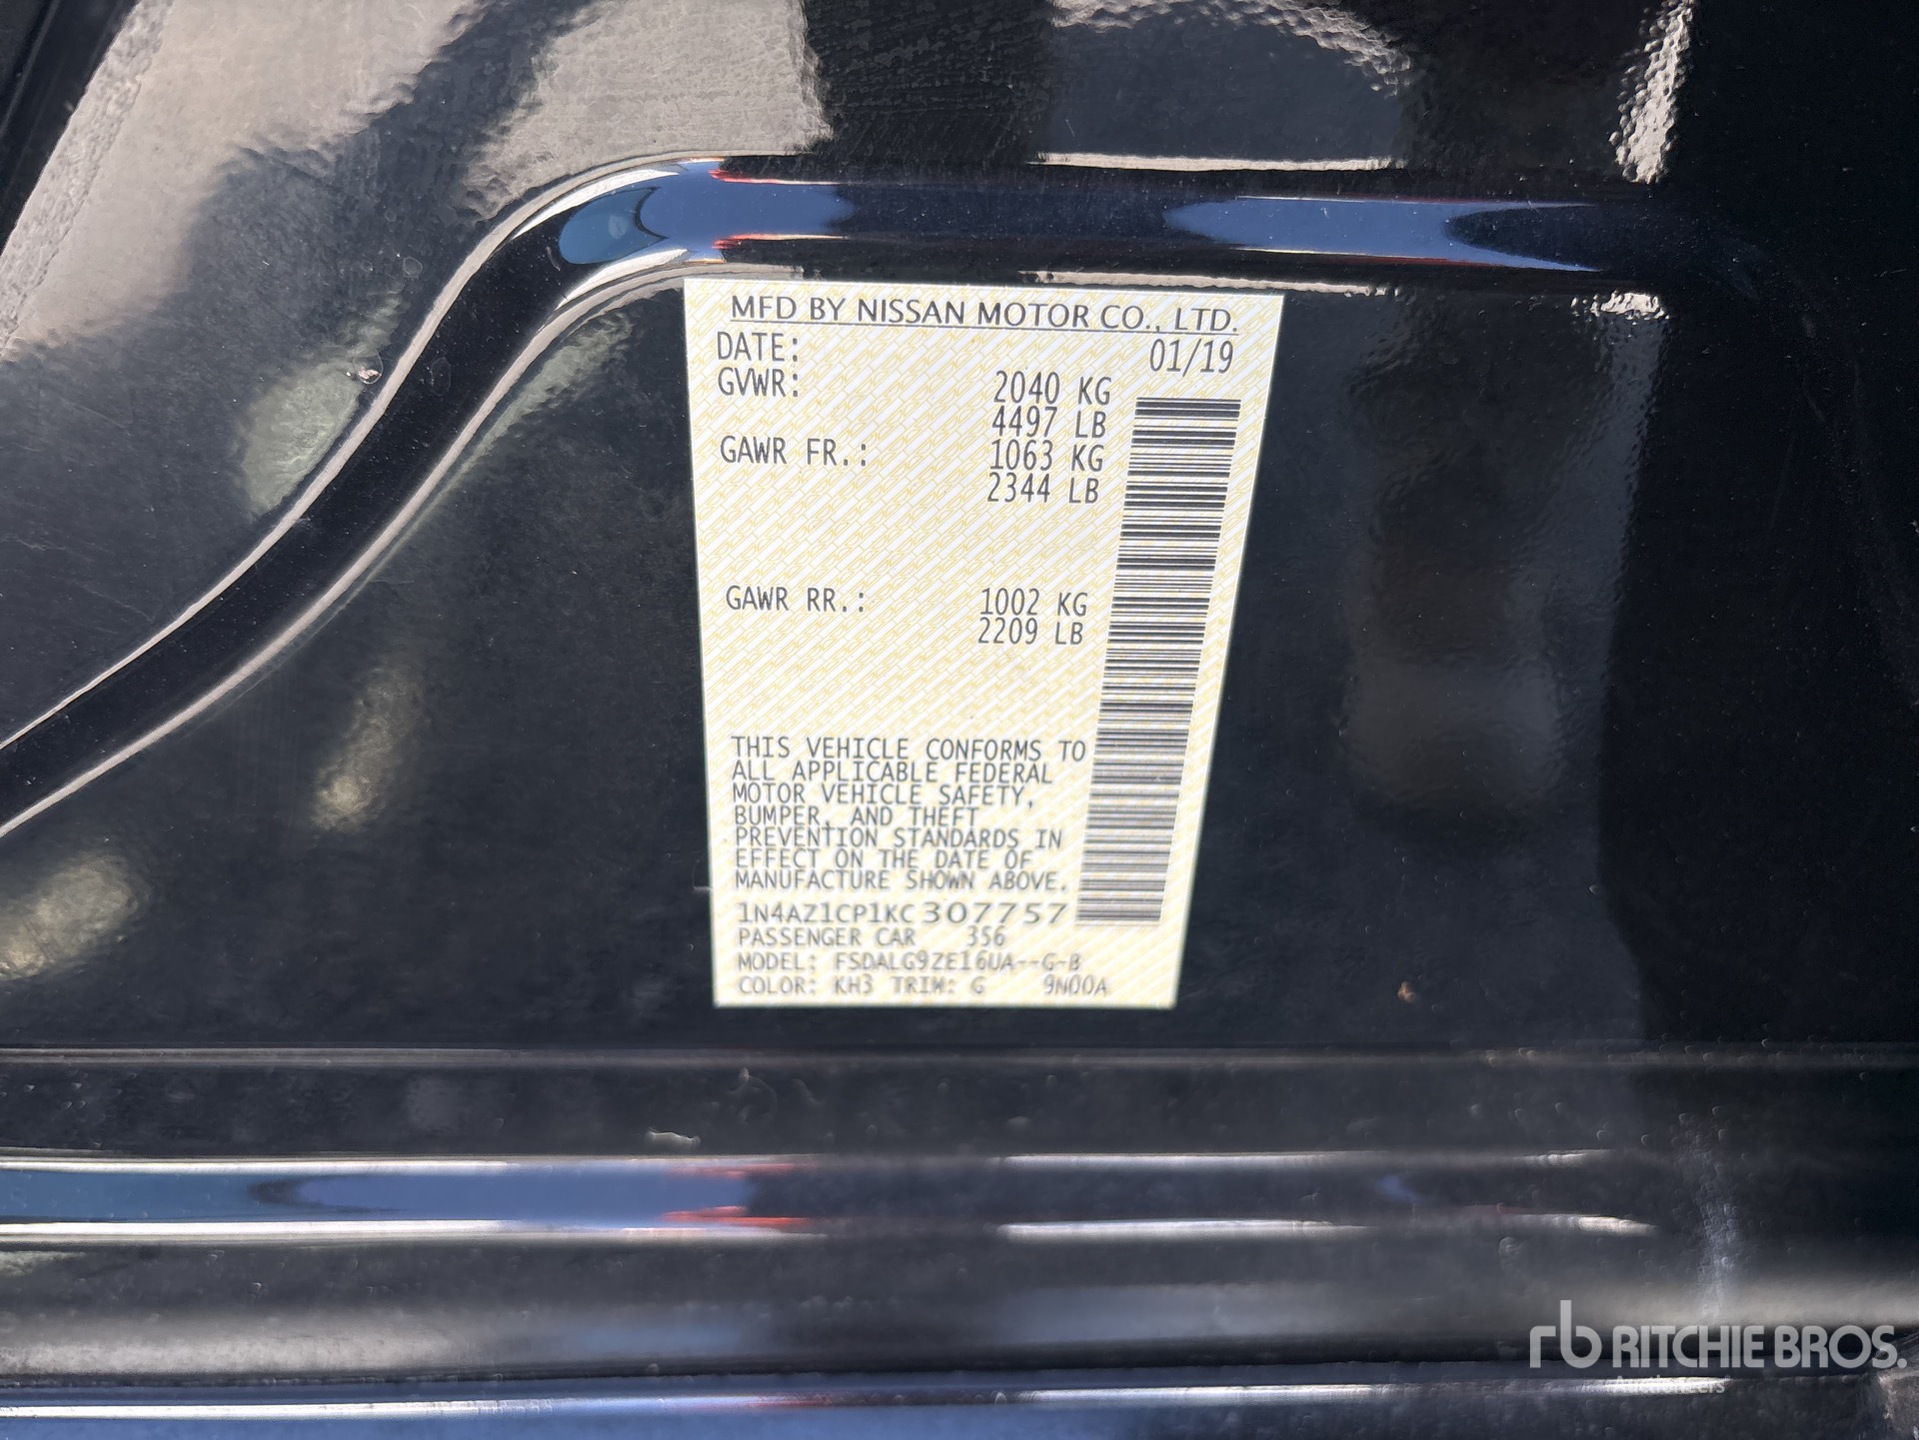 MFD BY NISSAN MOTOR CO., LTD.
DATE: 01/19
GVWR: 2040 KG
4497 LB
GAWR FR.: 1063 KG
2344 LB
GAWR RR.: 1002 KG
2209 LB
THIS VEHICLE CONFORMS TO
ALL APPLICABLE FEDERAL
MOTOR VEHICLE SAFETY,
BUMPER, AND THEFT
PREVENTION STANDARDS IN
EFFECT ON THE DATE OF
MANUFACTURE SHOWN ABOVE.
1N4AZ1CP1KC307757
PASSENGER CAR 356
MODEL: FSDALG9ZE16UA--G-B
COLOR: KH3 TRIM: G 9N00A
rb RITCHIE BROS.
Auctioneers